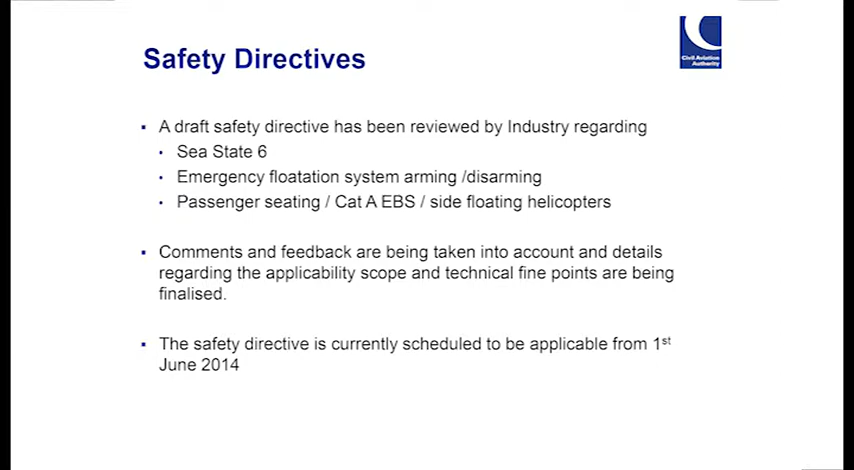 Safety Directives
Civil Aviation
Authority
▪ A draft safety directive has been reviewed by Industry regarding
• Sea State 6
• Emergency floatation system arming /disarming
• Passenger seating / Cat A EBS / side floating helicopters
▪ Comments and feedback are being taken into account and details
regarding the applicability scope and technical fine points are being
finalised.
▪ The safety directive is currently scheduled to be applicable from 1st
June 2014